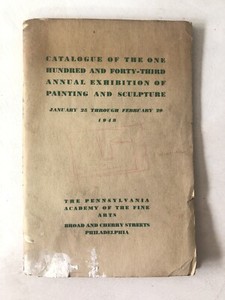 CATALOGUE OF THE ONE
HUNDRED AND FORTY-THIRD
ANNUAL EXHIBITION OF
PAINTING AND SCULPTURE
JANUARY 25 THROUGH FEBRUARY 29
1948
THE PENNSYLVANIA
ACADEMY OF THE FINE
ARTS
BROAD AND CHERRY STREETS
PHILADELPHIA